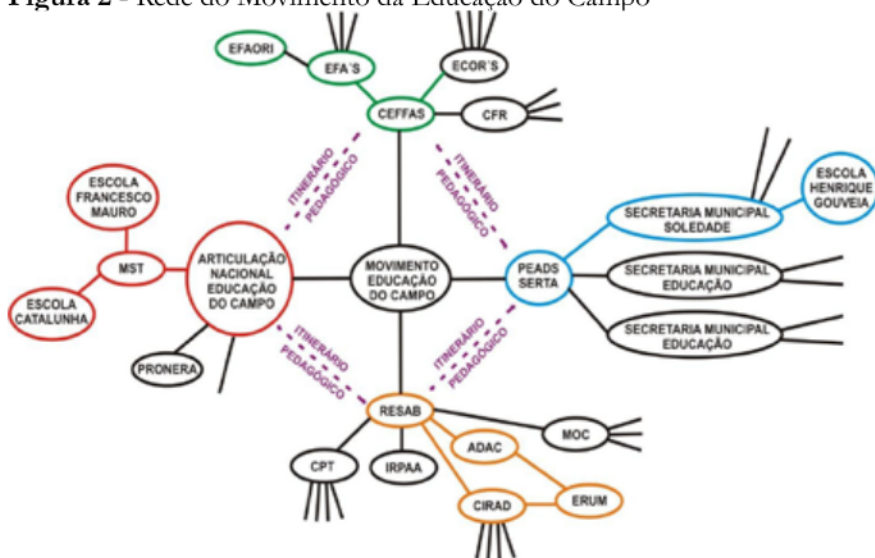 Figura 2 - Rede do Movimento da Educação do Campo
EFAORI
EFA´S
ECOR´S
CEFFAS
CFR
ITINERÁRIO
PEDAGÓGICO
ITINERÁRIO
PEDAGÓGICO
ESCOLA
FRANCESCO
MAURO
MST
ESCOLA
CATALUNHA
ARTICULAÇÃO
NACIONAL
EDUCAÇÃO
DO CAMPO
PRONERA
MOVIMENTO
EDUCAÇÃO
DO CAMPO
PEADS
SERTA
SECRETARIA MUNICIPAL
SOLEDADE
ESCOLA
HENRIQUE
GOUVEIA
SECRETARIA MUNICIPAL
EDUCAÇÃO
SECRETARIA MUNICIPAL
EDUCAÇÃO
ITINERÁRIO
PEDAGÓGICO
ITINERÁRIO
PEDAGÓGICO
RESAB
CPT
IRPAA
ADAC
MOC
CIRAD
ERUM